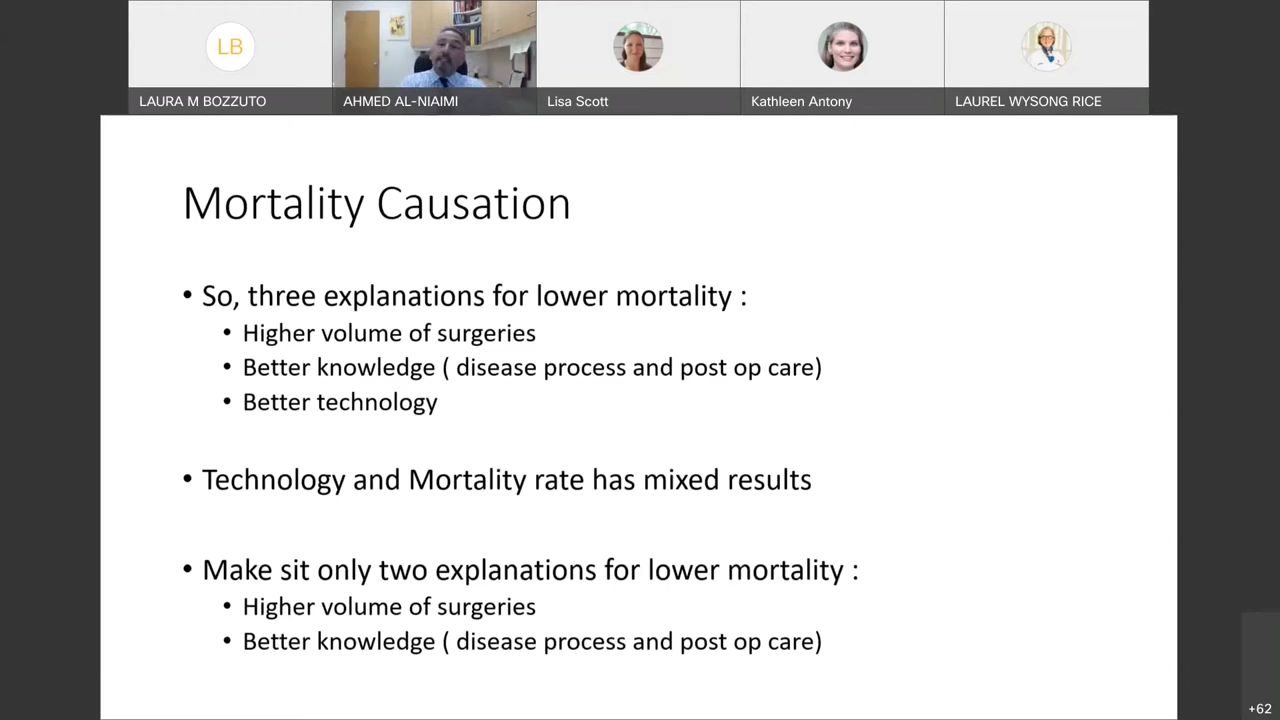 LB
LAURA M BOZZUTO
AHMED AL-NIAIMI
Lisa Scott
Kathleen Antony
LAUREL WYSONG RICE
Mortality Causation
• So, three explanations for lower mortality :
• Higher volume of surgeries
• Better knowledge ( disease process and post op care)
• Better technology
• Technology and Mortality rate has mixed results
• Make sit only two explanations for lower mortality :
• Higher volume of surgeries
• Better knowledge ( disease process and post op care)
+62